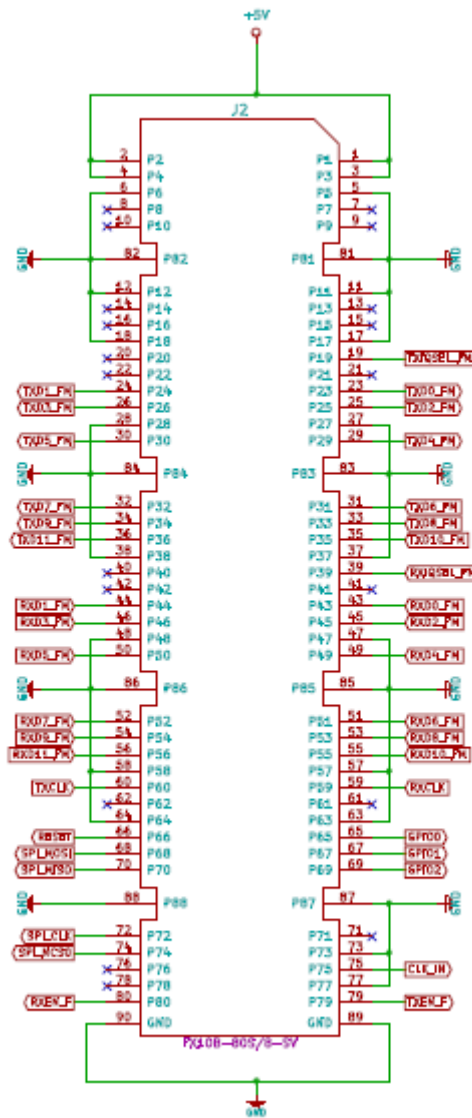 +5V
J2
2 P2 P1 1
4 P4 P3 3
6 P6 P5 5
8 P8 P7 7
10 P10 P9 9
GND 82 P82 P81 81 GND
12 P12 P11 11
14 P14 P13 13
16 P16 P15 15
18 P18 P17 17
20 P20 P19 19
22 P22 P21 21
TXD1_FM 24 P24 P23 23 TXD0_FM
TXD3_FM 26 P26 P25 25 TXD2_FM
28 P28 P27 27
TXD5_FM 30 P30 P29 29 TXD4_FM
GND 84 P84 P83 83 GND
TXD7_FM 32 P32 P31 31 TXD6_FM
TXD9_FM 34 P34 P33 33 TXD8_FM
TXD11_FM 36 P36 P35 35 TXD10_FM
38 P38 P37 37
40 P40 P39 39
42 P42 P41 41
RXD1_FM 44 P44 P43 43 RXD0_FM
RXD3_FM 46 P46 P45 45 RXD2_FM
48 P48 P47 47
RXD5_FM 50 P50 P49 49 RXD4_FM
GND 86 P86 P85 85 GND
RXD7_FM 52 P52 P51 51 RXD6_FM
RXD9_FM 54 P54 P53 53 RXD8_FM
RXD11_FM 56 P56 P55 55 RXD10_FM
58 P58 P57 57
TXCLK 60 P60 P59 59 RXCLK
62 P62 P61 61
64 P64 P63 63
RESET 66 P66 P65 65 GPIO0
SPI_MOSI 68 P68 P67 67 GPIO1
SPI_MISO 70 P70 P69 69 GPIO2
GND 88 P88 P87 87 GND
SPI_CLK 72 P72 P71 71
SPI_NCS0 74 P74 P73 73
76 P76 P75 75 CLK_IN
78 P78 P77 77
RXEN_F 80 P80 P79 79 TXEN_F
90 GND GND 89
GND